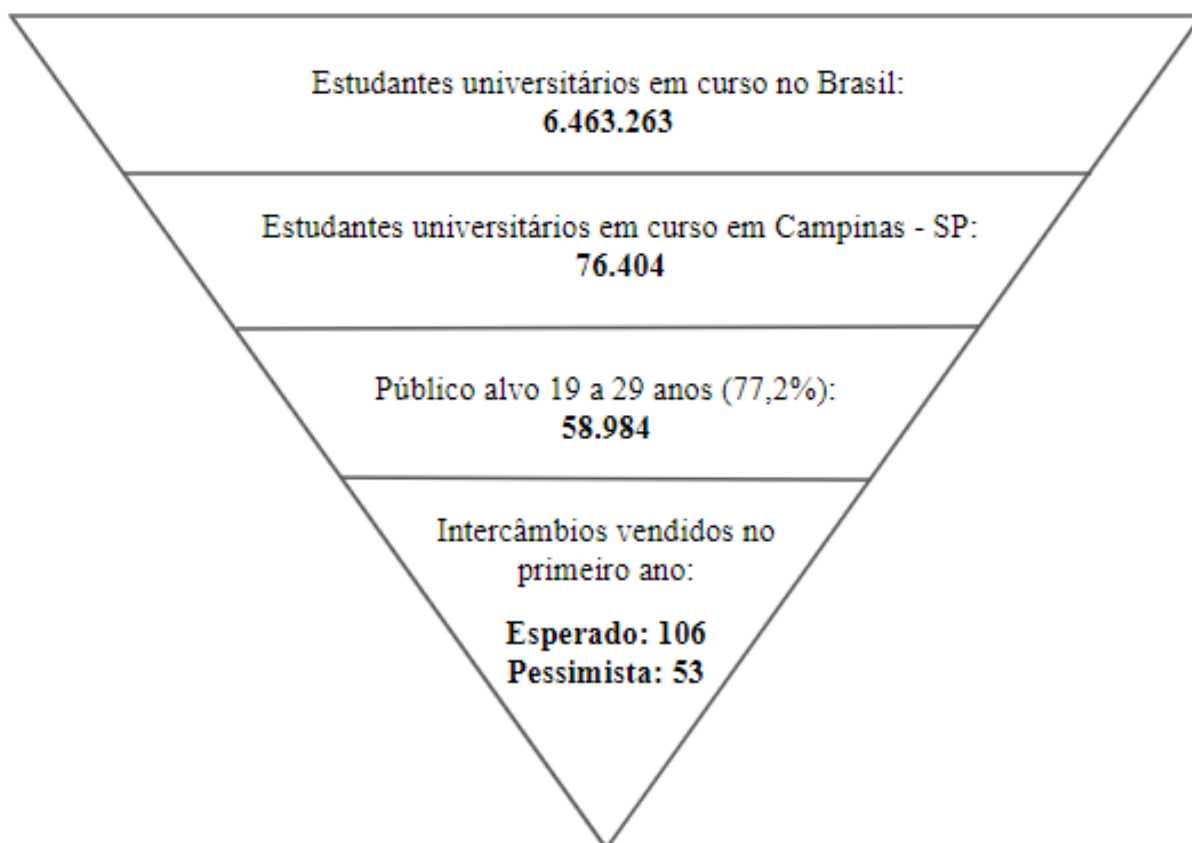 Estudantes universitários em curso no Brasil:
6.463.263
Estudantes universitários em curso em Campinas - SP:
76.404
Público alvo 19 a 29 anos (77,2%):
58.984
Intercâmbios vendidos no
primeiro ano:
Esperado: 106
Pessimista: 53